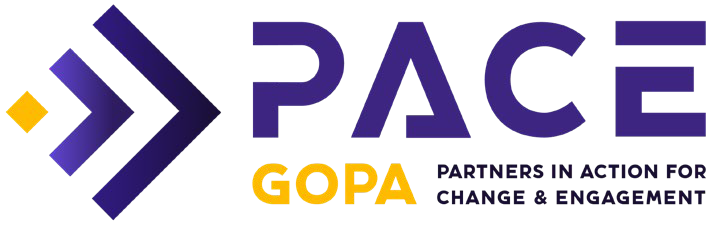 PACE
GOPA
PARTNERS IN ACTION FOR
CHANGE & ENGAGEMENT